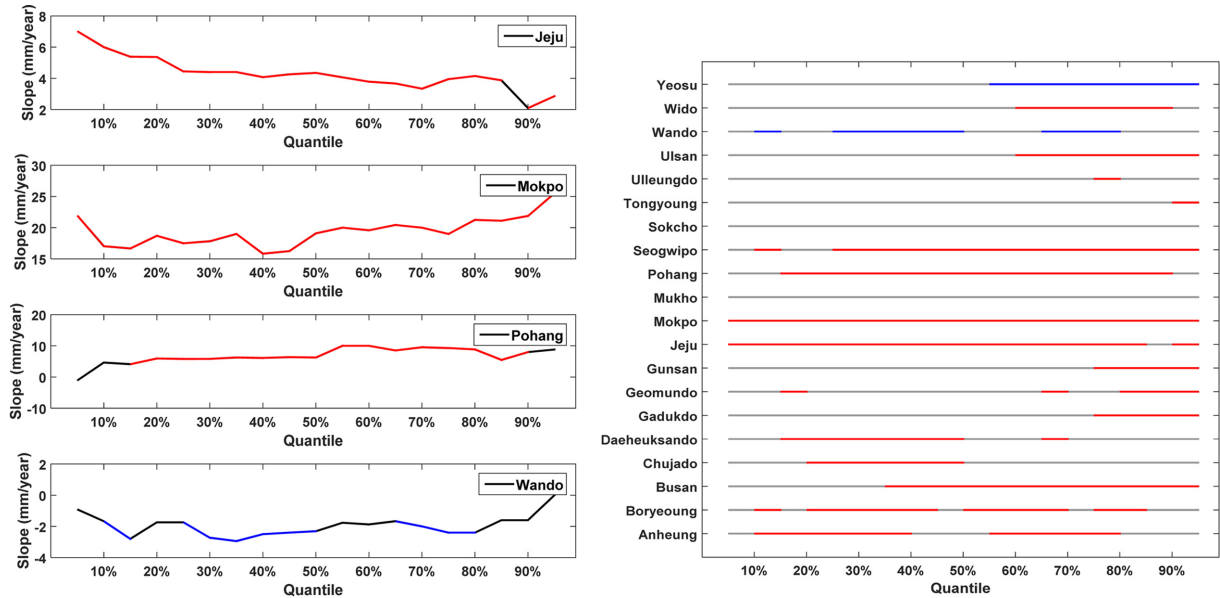 8
6
4
2
Slope (mm/year)
Jeju
10% 20% 30% 40% 50% 60% 70% 80% 90%
Quantile
30
25
20
15
Slope (mm/year)
Mokpo
10% 20% 30% 40% 50% 60% 70% 80% 90%
Quantile
20
10
0
-10
Slope (mm/year)
Pohang
10% 20% 30% 40% 50% 60% 70% 80% 90%
Quantile
2
0
-2
-4
Slope (mm/year)
Wando
10% 20% 30% 40% 50% 60% 70% 80% 90%
Quantile
Yeosu
Wido
Wando
Ulsan
Ulleungdo
Tongyoung
Sokcho
Seogwipo
Pohang
Mukho
Mokpo
Jeju
Gunsan
Geomundo
Gadukdo
Daeheuksando
Chujado
Busan
Boryeoung
Anheung
10% 20% 30% 40% 50% 60% 70% 80% 90%
Quantile